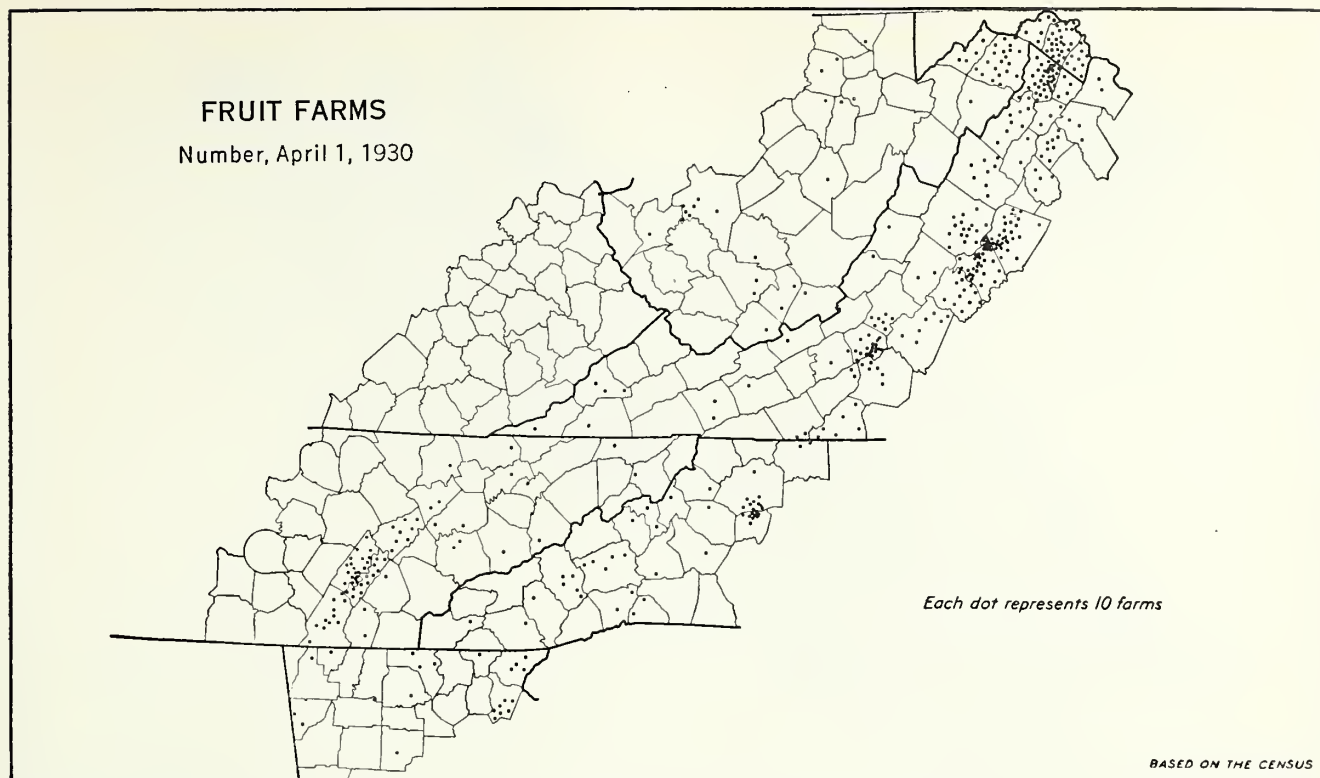 FRUIT FARMS
Number, April 1, 1930
Each dot represents 10 farms
BASED ON THE CENSUS